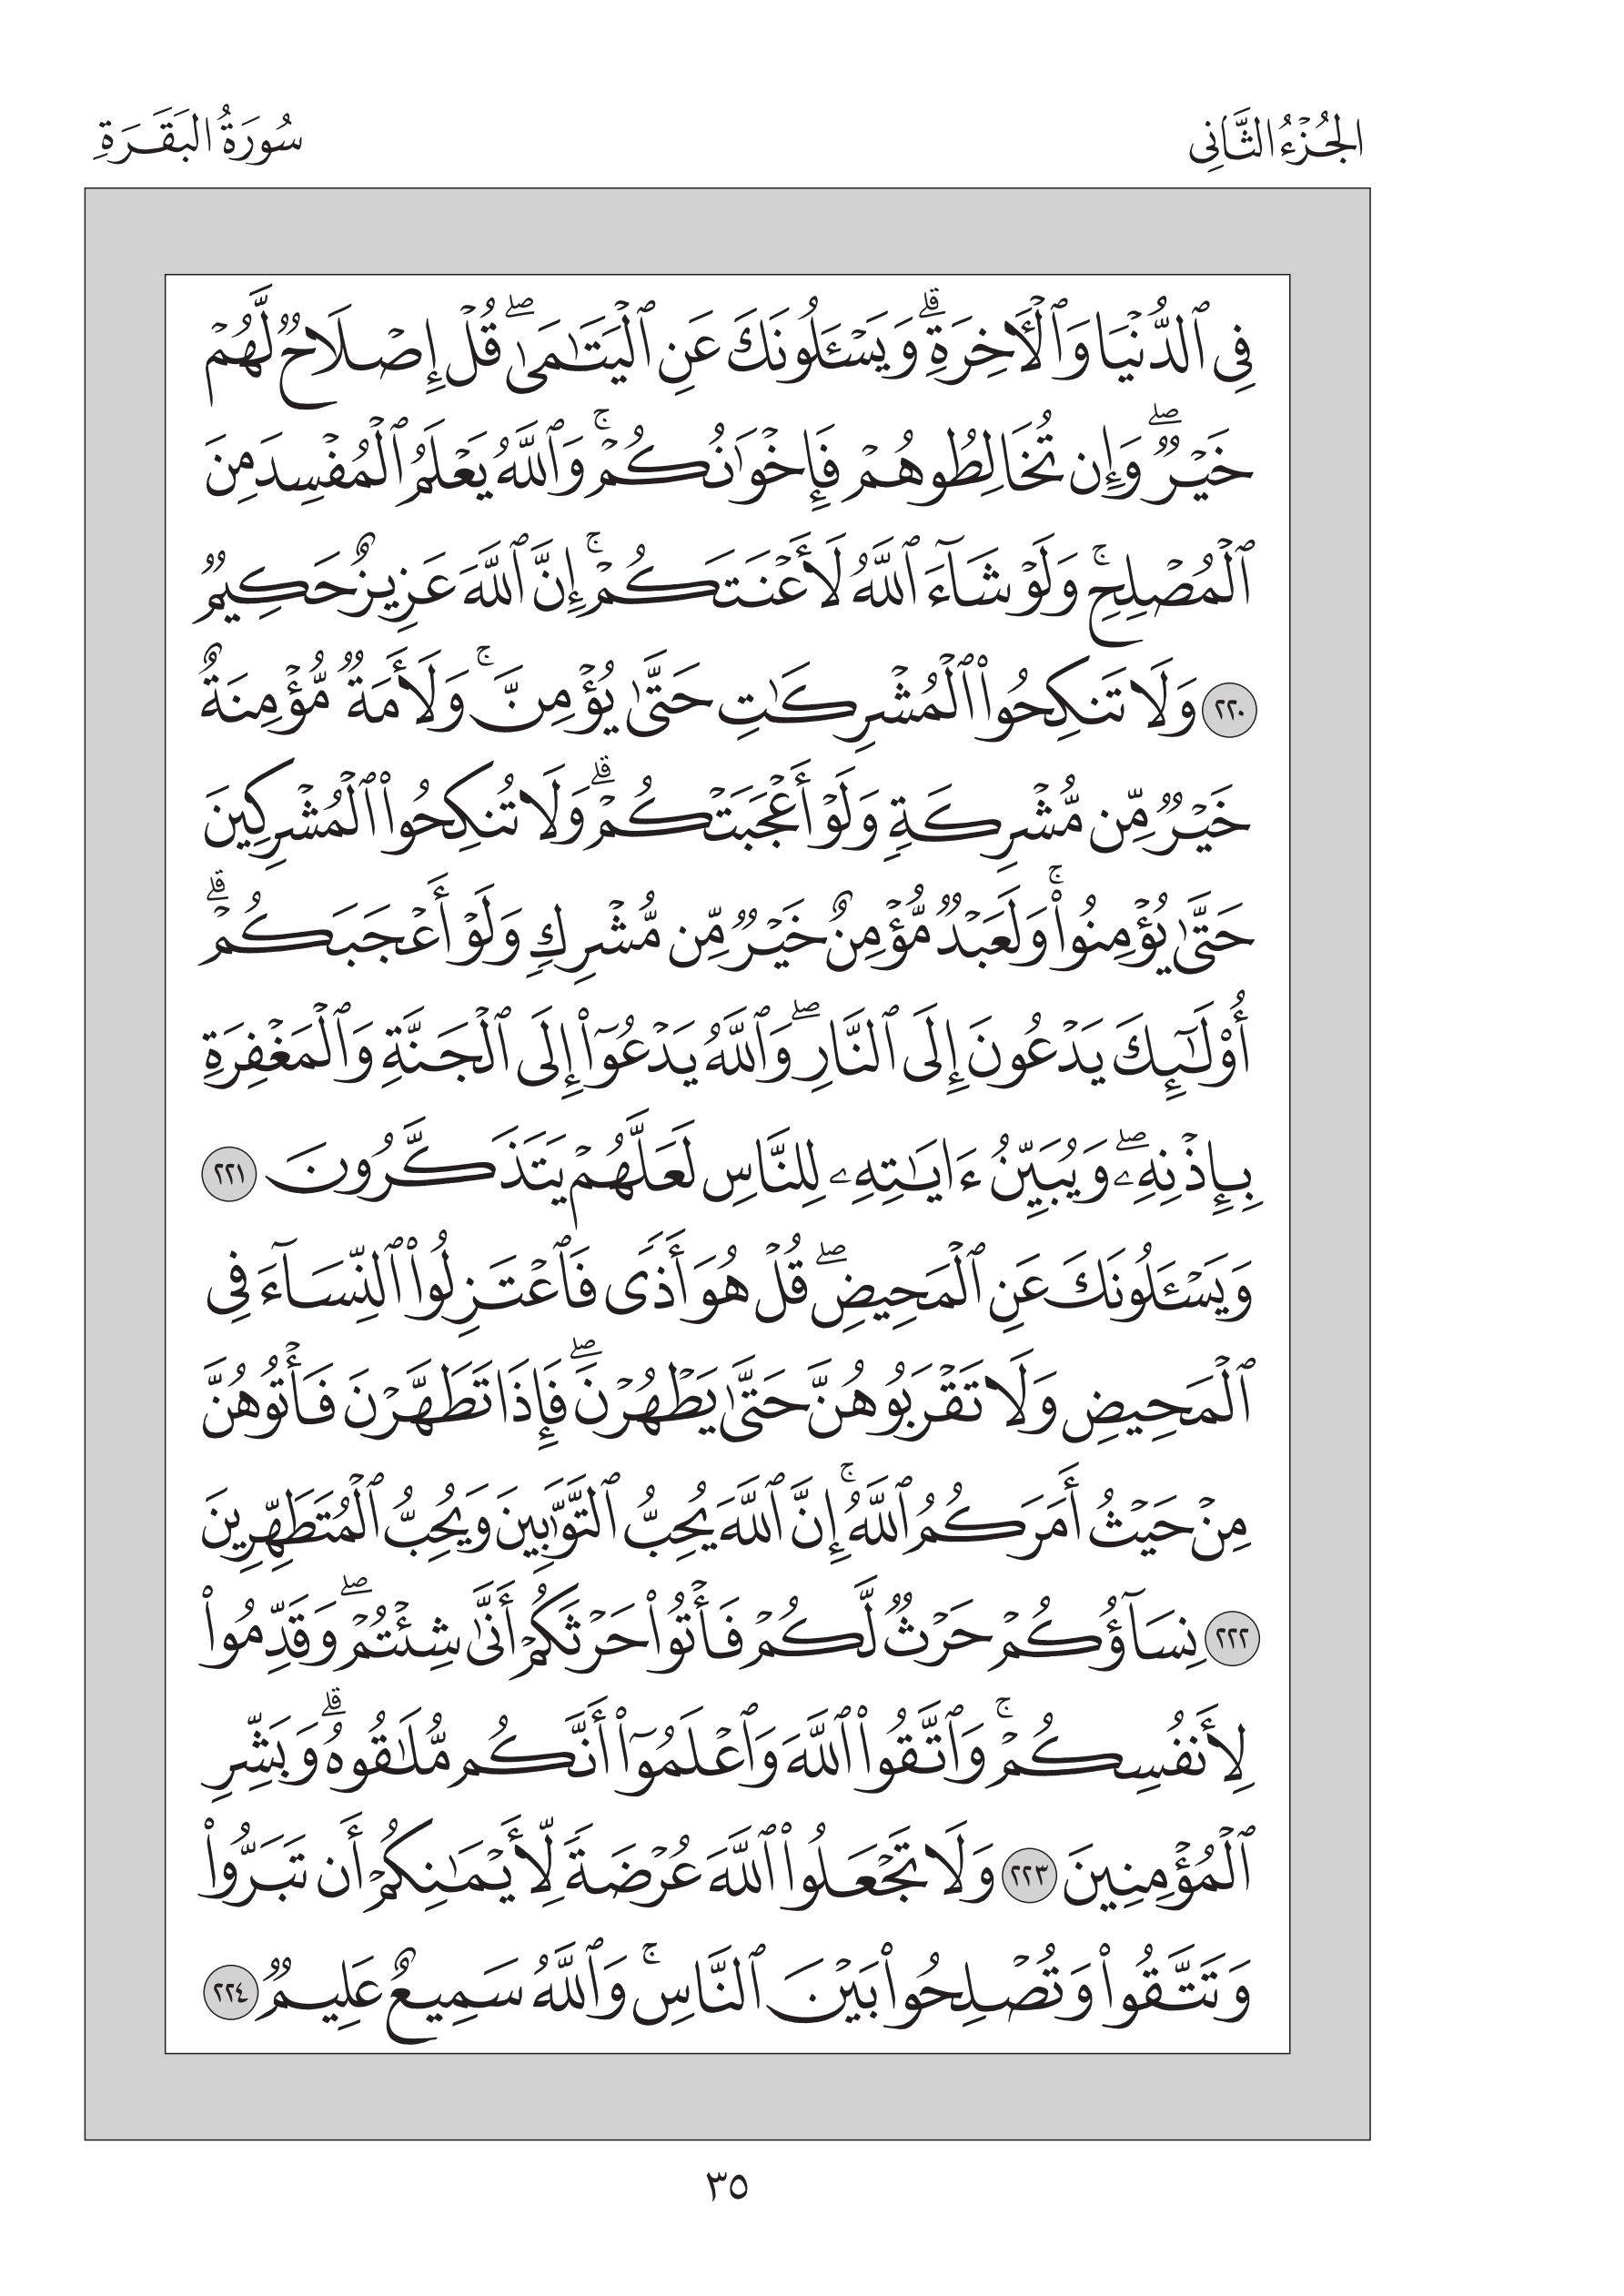 الجُزْءُ الثَّانِى
سُورَةُ البَقَرَةِ
فِى ٱلدُّنْيَا وَٱلْأَخِرَةِ ۗ وَيَسْـَٔلُونَكَ عَنِ ٱلْيَتَـٰمَىٰ ۖ قُلْ إِصْلَاحٌ لَّهُمْ
خَيْرٌ ۖ وَإِن تُخَالِطُوهُمْ فَإِخْوَٰنُكُمْ ۚ وَٱللَّهُ يَعْلَمُ ٱلْمُفْسِدَ مِنَ
ٱلْمُصْلِحِ ۚ وَلَوْ شَآءَ ٱللَّهُ لَأَعْنَتَكُمْ ۚ إِنَّ ٱللَّهَ عَزِيزٌ حَكِيمٌ
٢٢٠ وَلَا تَنكِحُوا۟ ٱلْمُشْرِكَـٰتِ حَتَّىٰ يُؤْمِنَّ ۚ وَلَأَمَةٌ مُّؤْمِنَةٌ
خَيْرٌ مِّن مُّشْرِكَةٍ وَلَوْ أَعْجَبَتْكُمْ ۗ وَلَا تُنكِحُوا۟ ٱلْمُشْرِكِينَ
حَتَّىٰ يُؤْمِنُوا۟ ۚ وَلَعَبْدٌ مُّؤْمِنٌ خَيْرٌ مِّن مُّشْرِكٍ وَلَوْ أَعْجَبَكُمْ ۗ
أُو۟لَـٰٓئِكَ يَدْعُونَ إِلَى ٱلنَّارِ ۖ وَٱللَّهُ يَدْعُوٓا۟ إِلَى ٱلْجَنَّةِ وَٱلْمَغْفِرَةِ
بِإِذْنِهِۦ ۖ وَيُبَيِّنُ ءَايَـٰتِهِۦ لِلنَّاسِ لَعَلَّهُمْ يَتَذَكَّرُونَ ٢٢١
وَيَسْـَٔلُونَكَ عَنِ ٱلْمَحِيضِ ۖ قُلْ هُوَ أَذًى فَٱعْتَزِلُوا۟ ٱلنِّسَآءَ فِى
ٱلْمَحِيضِ وَلَا تَقْرَبُوهُنَّ حَتَّىٰ يَطْهُرْنَ ۖ فَإِذَا تَطَهَّرْنَ فَأْتُوهُنَّ
مِنْ حَيْثُ أَمَرَكُمُ ٱللَّهُ ۚ إِنَّ ٱللَّهَ يُحِبُّ ٱلتَّوَّٰبِينَ وَيُحِبُّ ٱلْمُتَطَهِّرِينَ
٢٢٢ نِسَآؤُكُمْ حَرْثٌ لَّكُمْ فَأْتُوا۟ حَرْثَكُمْ أَنَّىٰ شِئْتُمْ ۖ وَقَدِّمُوا۟
لِأَنفُسِكُمْ ۚ وَٱتَّقُوا۟ ٱللَّهَ وَٱعْلَمُوٓا۟ أَنَّكُم مُّلَـٰقُوهُ ۗ وَبَشِّرِ
ٱلْمُؤْمِنِينَ ٢٢٣ وَلَا تَجْعَلُوا۟ ٱللَّهَ عُرْضَةً لِّأَيْمَـٰنِكُمْ أَن تَبَرُّوا۟
وَتَتَّقُوا۟ وَتُصْلِحُوا۟ بَيْنَ ٱلنَّاسِ ۚ وَٱللَّهُ سَمِيعٌ عَلِيمٌ ٢٢٤
٣٥